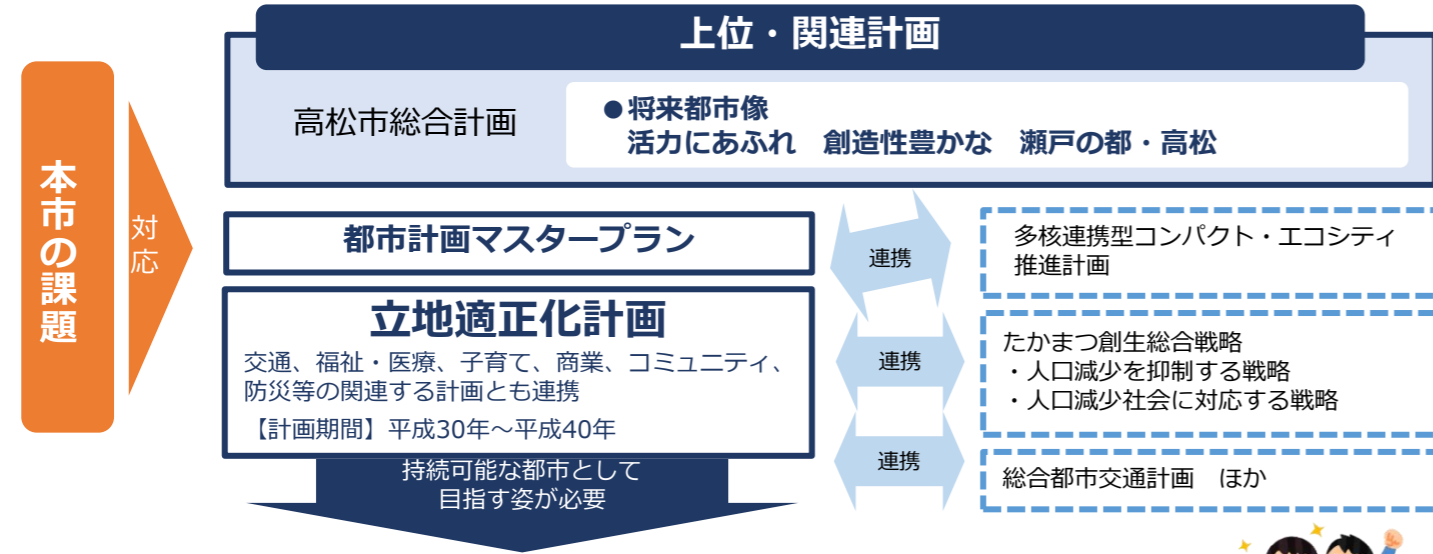 上位・関連計画
高松市総合計画
●将来都市像
活力にあふれ　創造性豊かな　瀬戸の都・高松
本市の課題
対応
都市計画マスタープラン
立地適正化計画
交通、福祉・医療、子育て、商業、コミュニティ、
防災等の関連する計画とも連携
【計画期間】平成30年～平成40年
持続可能な都市として
目指す姿が必要
連携
多核連携型コンパクト・エコシティ
推進計画
連携
たかまつ創生総合戦略
・人口減少を抑制する戦略
・人口減少社会に対応する戦略
連携
総合都市交通計画　ほか